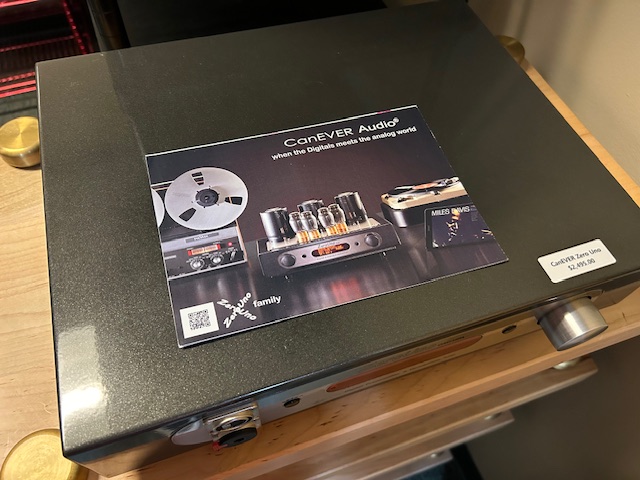 CanEVER Audio®
when the Digitals meets the analog world
MILES DAVIS
CanEVER Zero Uno
$2,495.00
ZeroUno
ZeroUno
family